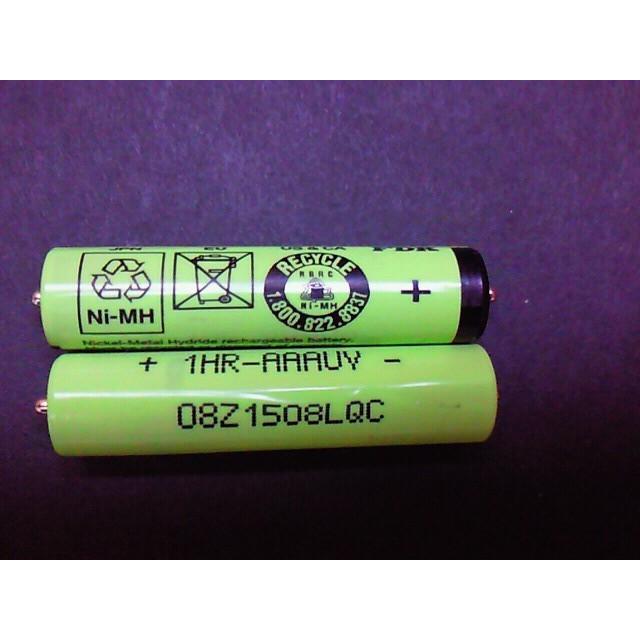 JPN EU US & CA FDK
RECYCLE
RBRC
Ni-MH
1.800.822.8837
Ni-MH
+
Nickel-Metal Hydride rechargeable battery.
+ 1HR-AAAUV -
08Z1508LQC